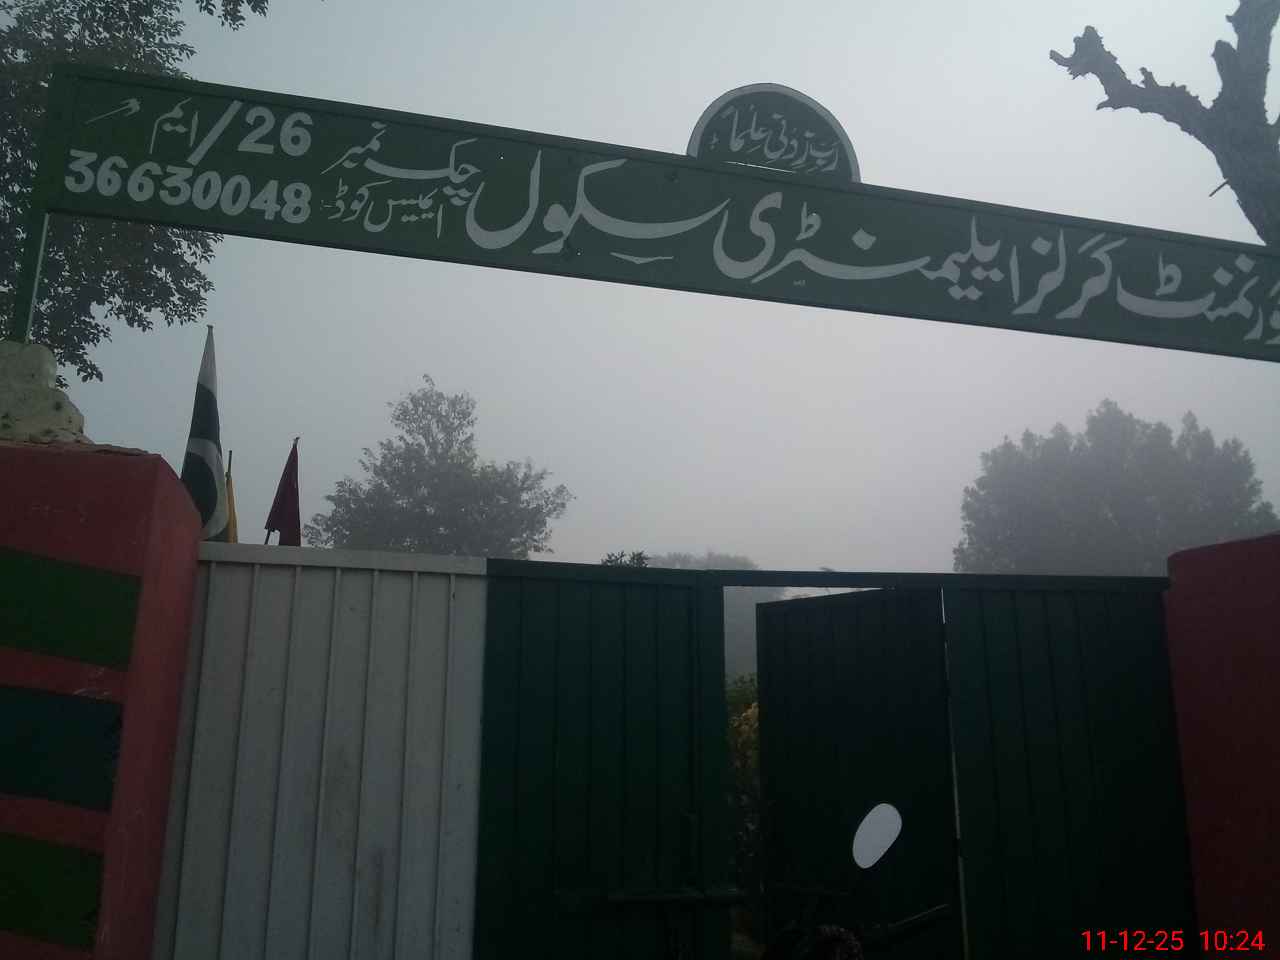 رَبِّ زِدْنِی عِلْمًا
گورنمنٹ گرلز ایلیمنٹری سکول چک نمبر 26/ایم
ایمیس کوڈ:- 36630048
11-12-25 10:24